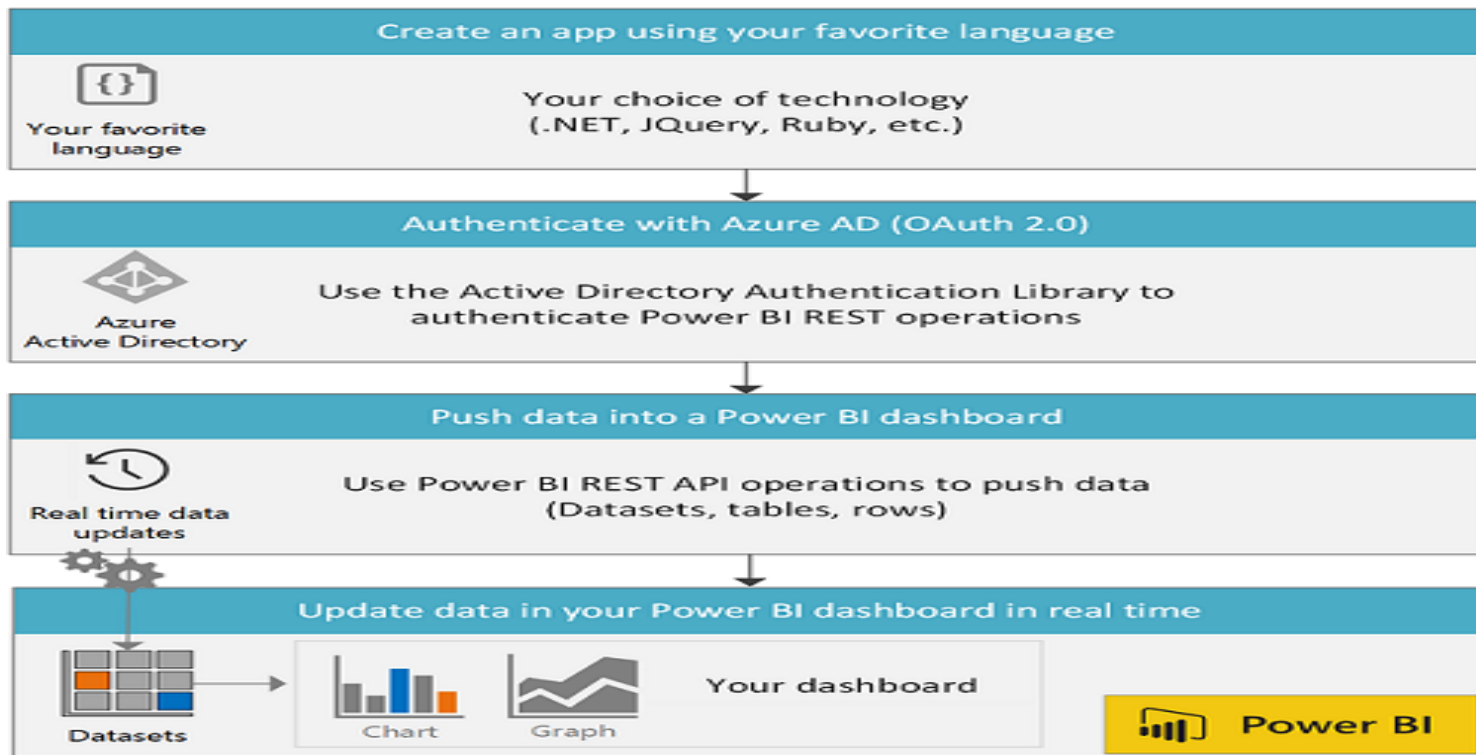 Create an app using your favorite language
Your favorite
language
Your choice of technology
(.NET, JQuery, Ruby, etc.)
Authenticate with Azure AD (OAuth 2.0)
Azure
Active Directory
Use the Active Directory Authentication Library to
authenticate Power BI REST operations
Push data into a Power BI dashboard
Real time data
updates
Use Power BI REST API operations to push data
(Datasets, tables, rows)
Update data in your Power BI dashboard in real time
Datasets
Chart
Graph
Your dashboard
Power BI